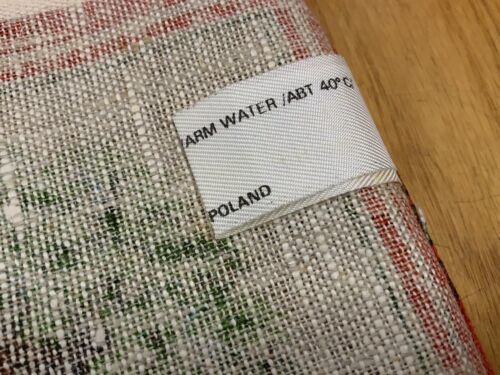 ARM WATER /ABT 40°C
POLAND